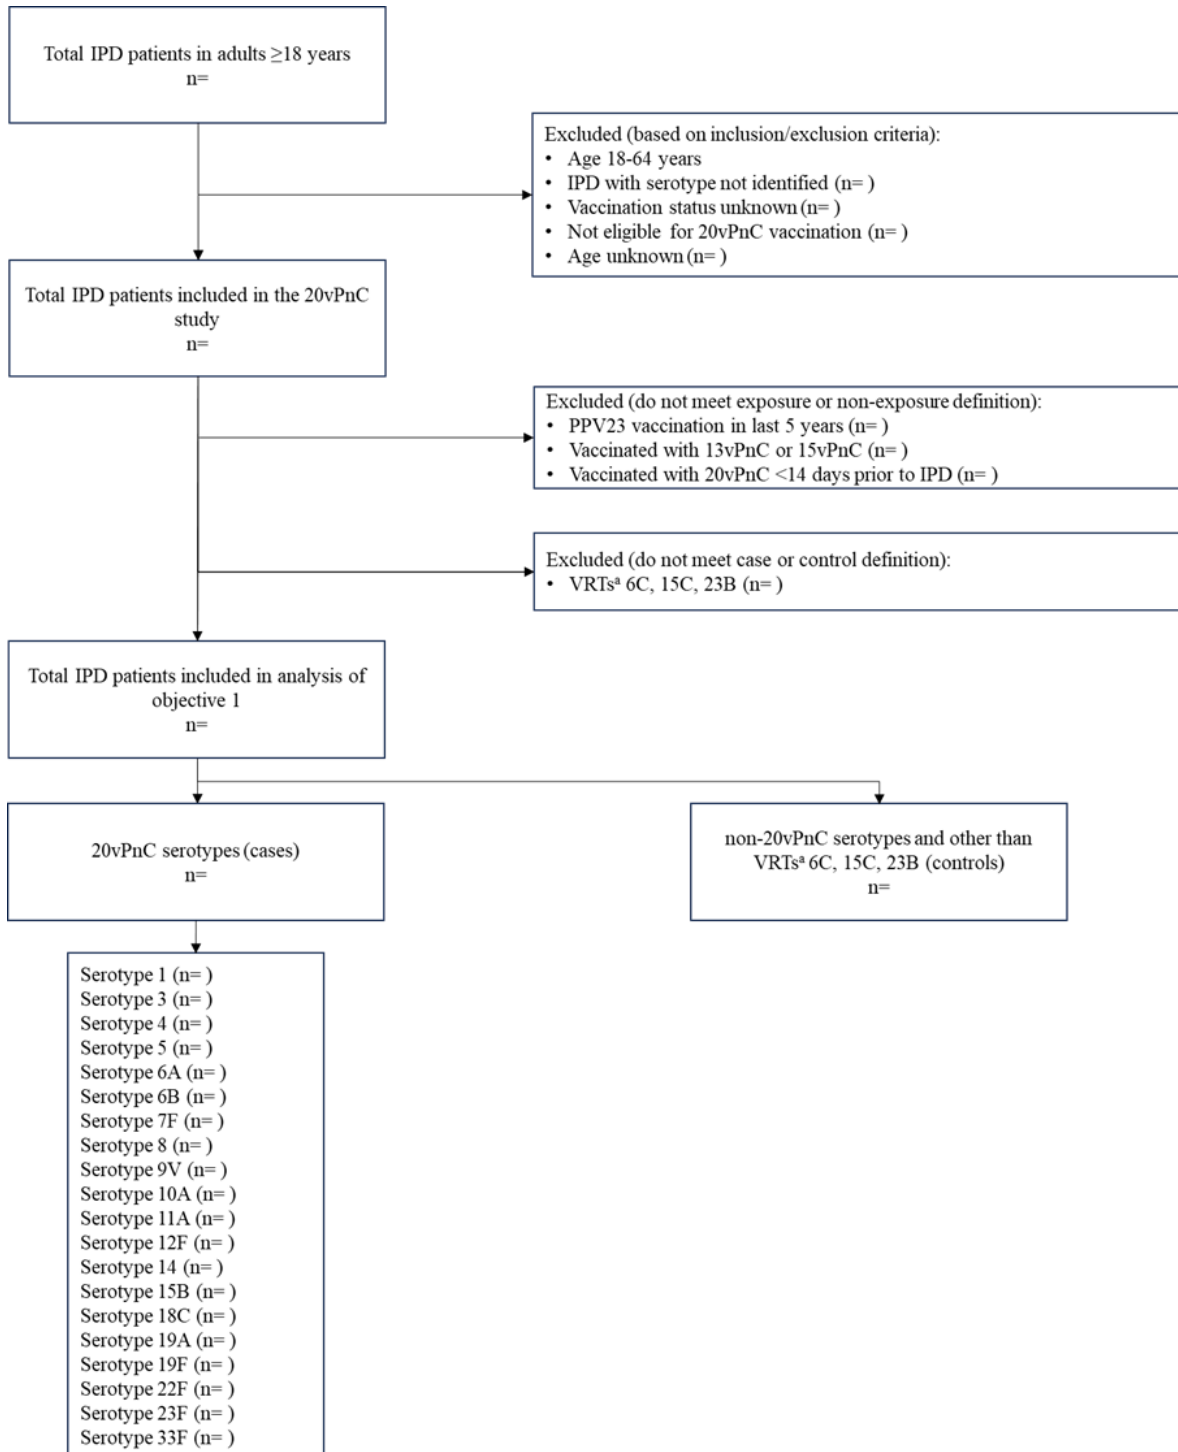 Total IPD patients in adults ≥18 years
n=
Excluded (based on inclusion/exclusion criteria):
• Age 18-64 years
• IPD with serotype not identified (n= )
• Vaccination status unknown (n= )
• Not eligible for 20vPnC vaccination (n= )
• Age unknown (n= )
Total IPD patients included in the 20vPnC
study
n=
Excluded (do not meet exposure or non-exposure definition):
• PPV23 vaccination in last 5 years (n= )
• Vaccinated with 13vPnC or 15vPnC (n= )
• Vaccinated with 20vPnC <14 days prior to IPD (n= )
Excluded (do not meet case or control definition):
• VRTsª 6C, 15C, 23B (n= )
Total IPD patients included in analysis of
objective 1
n=
20vPnC serotypes (cases)
n=
non-20vPnC serotypes and other than
VRTsª 6C, 15C, 23B (controls)
n=
Serotype 1 (n= )
Serotype 3 (n= )
Serotype 4 (n= )
Serotype 5 (n= )
Serotype 6A (n= )
Serotype 6B (n= )
Serotype 7F (n= )
Serotype 8 (n= )
Serotype 9V (n= )
Serotype 10A (n= )
Serotype 11A (n= )
Serotype 12F (n= )
Serotype 14 (n= )
Serotype 15B (n= )
Serotype 18C (n= )
Serotype 19A (n= )
Serotype 19F (n= )
Serotype 22F (n= )
Serotype 23F (n= )
Serotype 33F (n= )